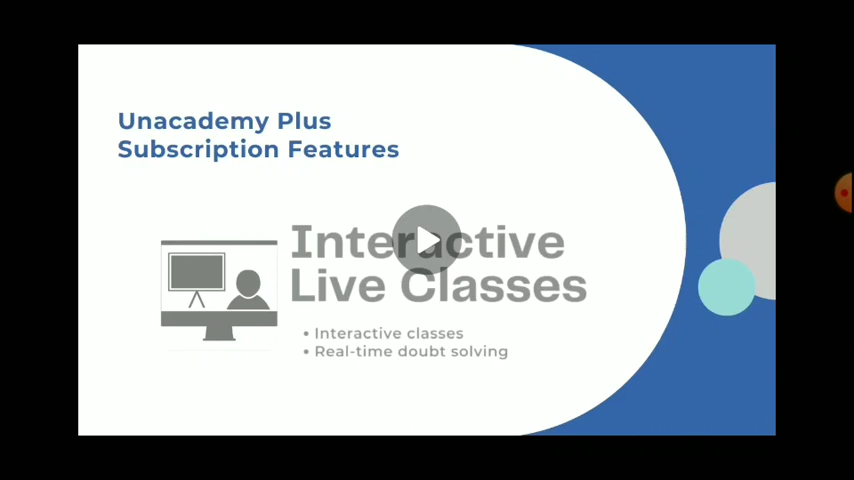 Unacademy Plus
Subscription Features
Interactive
Live Classes
• Interactive classes
• Real-time doubt solving